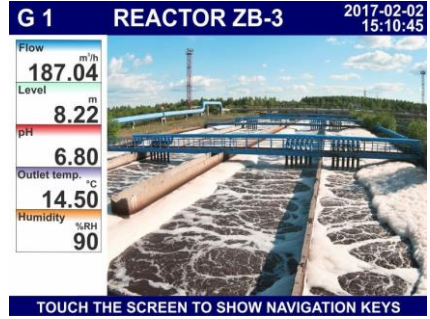 G 1 REACTOR ZB-3 2017-02-02
15:10:45
Flow
m³/h
187.04
Level
m
8.22
pH
6.80
Outlet temp.
°C
14.50
Humidity
%RH
90
TOUCH THE SCREEN TO SHOW NAVIGATION KEYS